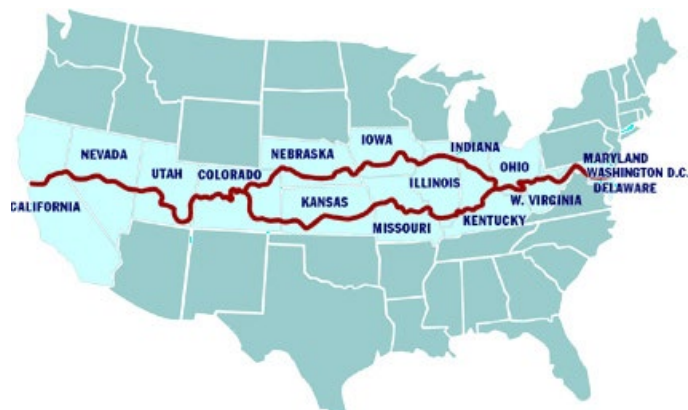 NEVADA
UTAH
COLORADO
NEBRASKA
IOWA
INDIANA
OHIO
MARYLAND
WASHINGTON D.C.
DELAWARE
CALIFORNIA
KANSAS
ILLINOIS
MISSOURI
KENTUCKY
W. VIRGINIA